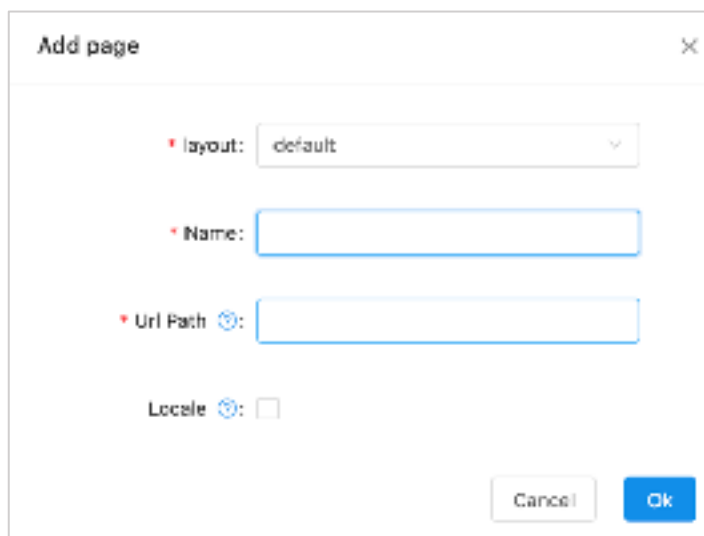 Add page
* layout: default
* Name:
* Url Path ?:
Locale ?:
Cancel Ok